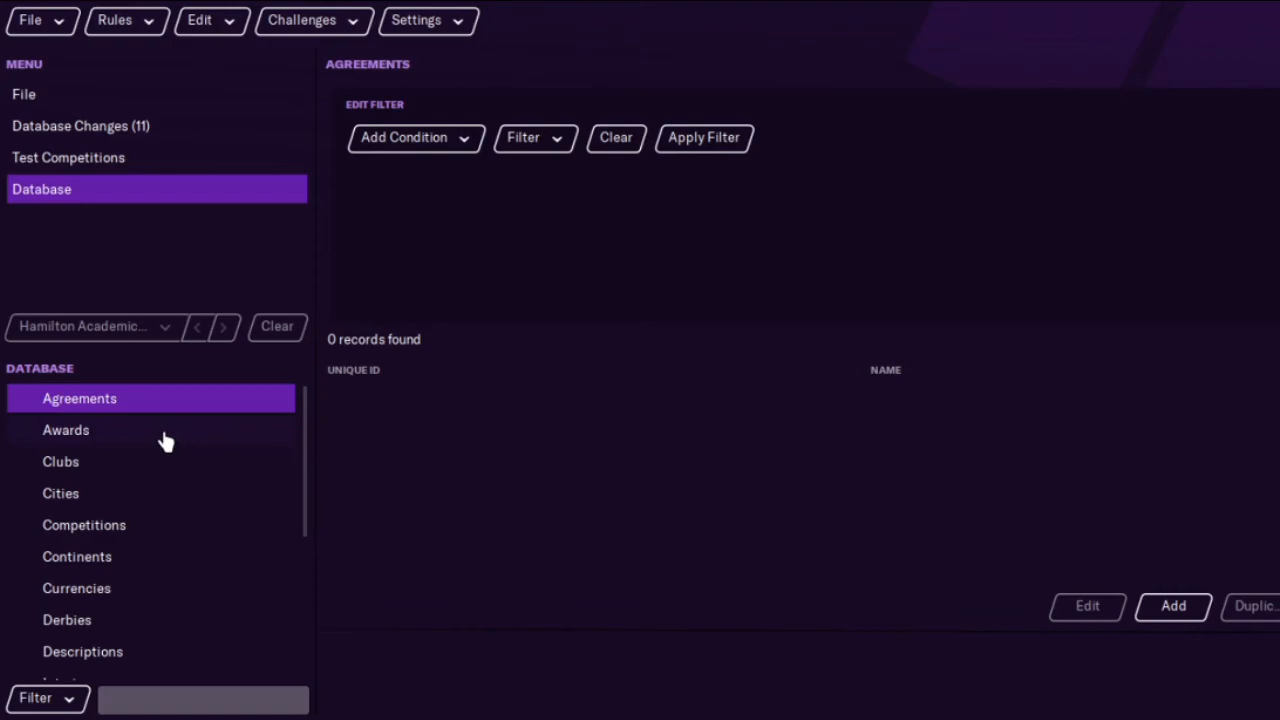 File Rules Edit Challenges Settings
MENU
File
Database Changes (11)
Test Competitions
Database
Hamilton Academic... < > Clear
DATABASE
Agreements
Awards
Clubs
Cities
Competitions
Continents
Currencies
Derbies
Descriptions
Filter
AGREEMENTS
EDIT FILTER
Add Condition Filter Clear Apply Filter
0 records found
UNIQUE ID NAME
Edit Add Duplic...